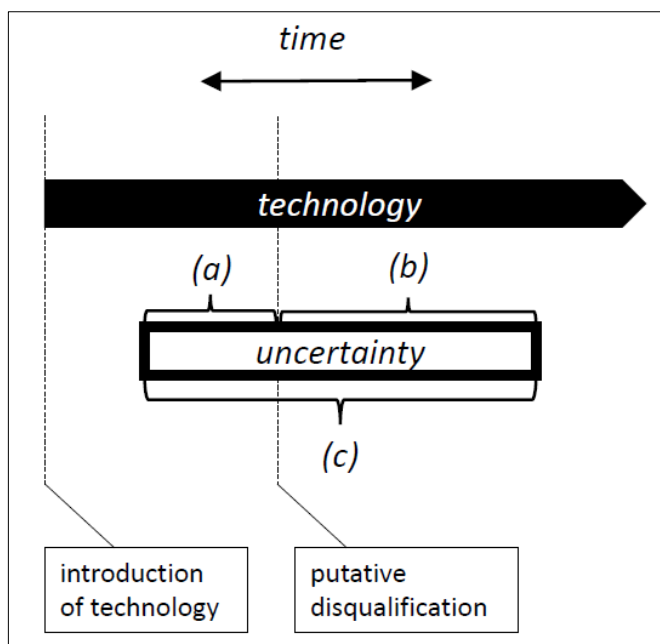 time
technology
(a)
(b)
uncertainty
(c)
introduction
of technology
putative
disqualification